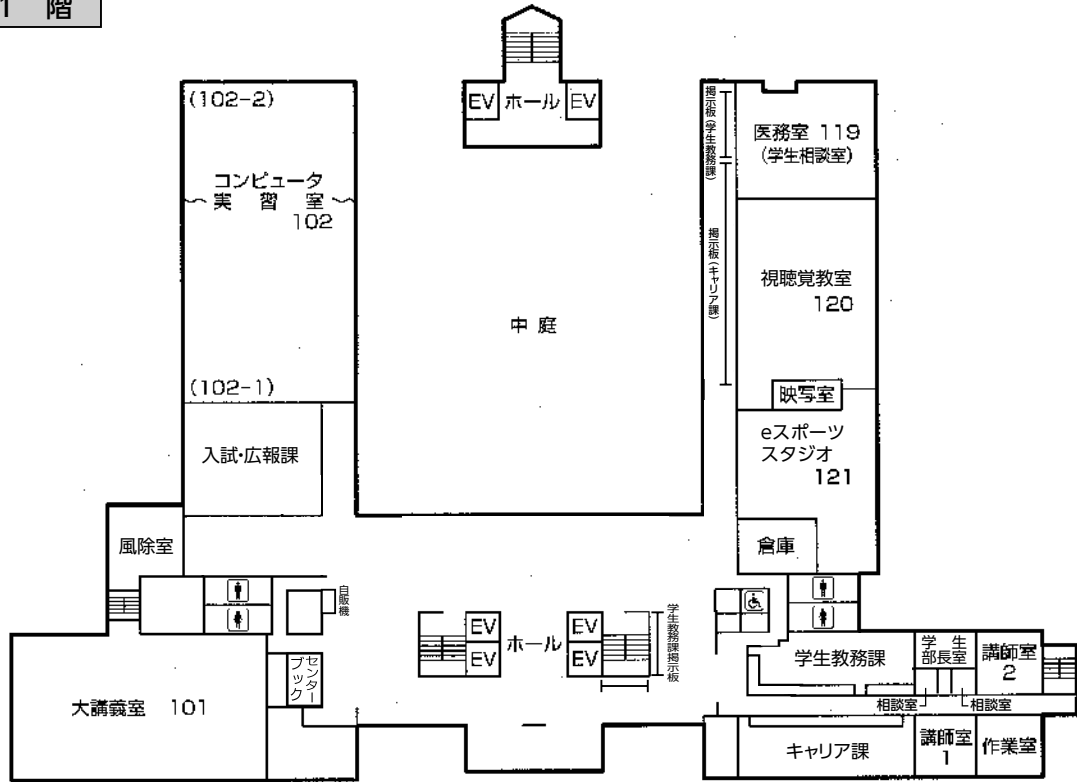 1 階
EV
ホール
EV
(102-2)
コンピュータ
実習室
102
(102-1)
掲示板(学生教務課)
掲示板(キャリア課)
医務室 119
(学生相談室)
視聴覚教室
120
中庭
映写室
eスポーツ
スタジオ
121
入試・広報課
風除室
倉庫
自販機
EV
EV
ホール
EV
EV
学生教務課掲示板
学生教務課
学生
部長室
講師室
2
相談室
相談室
ブック
センター
大講義室 101
キャリア課
講師室
1
作業室